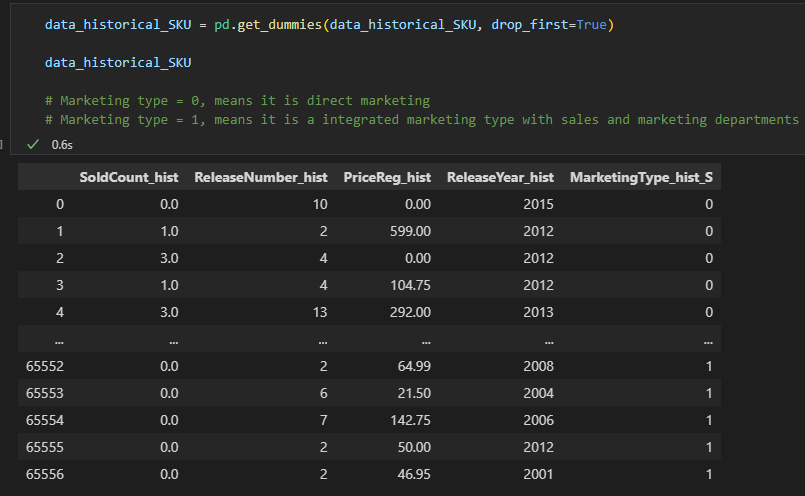 data_historical_SKU = pd.get_dummies(data_historical_SKU, drop_first=True)
data_historical_SKU
# Marketing type = 0, means it is direct marketing
# Marketing type = 1, means it is a integrated marketing type with sales and marketing departments
] ✓ 0.6s
SoldCount_hist ReleaseNumber_hist PriceReg_hist ReleaseYear_hist MarketingType_hist_S
0 0.0 10 0.00 2015 0
1 1.0 2 599.00 2012 0
2 3.0 4 0.00 2012 0
3 1.0 4 104.75 2012 0
4 3.0 13 292.00 2013 0
... ... ... ... ... ...
65552 0.0 2 64.99 2008 1
65553 0.0 6 21.50 2004 1
65554 0.0 7 142.75 2006 1
65555 0.0 2 50.00 2012 1
65556 0.0 2 46.95 2001 1